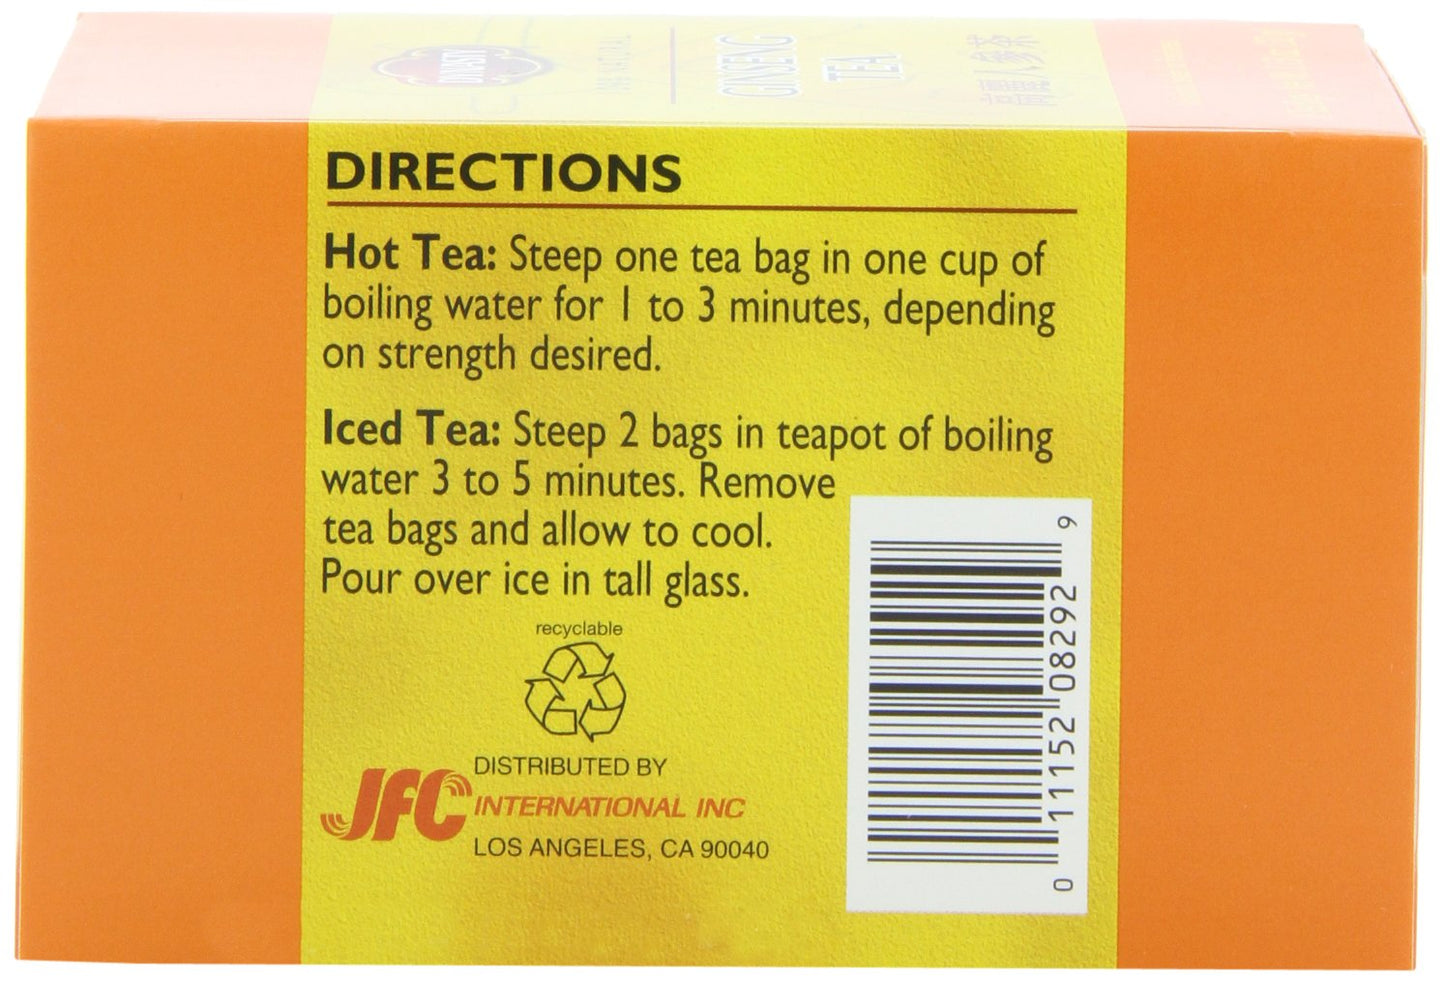 DYNASTY
GINSENG
TEA
DIRECTIONS
Hot Tea: Steep one tea bag in one cup of
boiling water for 1 to 3 minutes, depending
on strength desired.
Iced Tea: Steep 2 bags in teapot of boiling
water 3 to 5 minutes. Remove
tea bags and allow to cool.
Pour over ice in tall glass.
recyclable
DISTRIBUTED BY
JFC INTERNATIONAL INC
LOS ANGELES, CA 90040
0 11152 08292 9